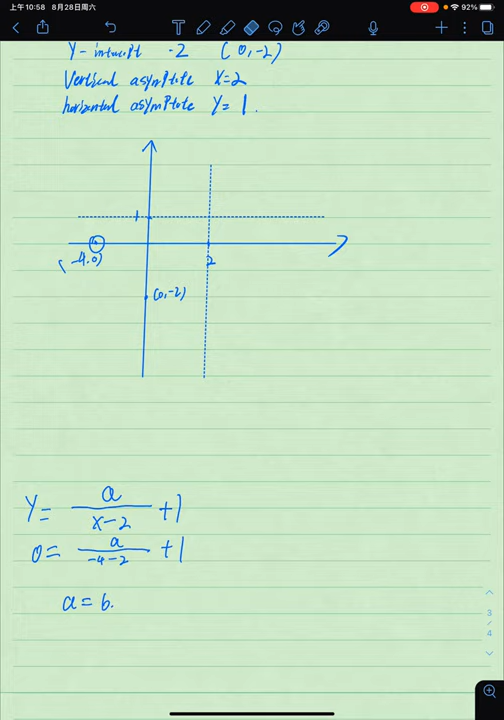 上午10:58 8月28日周六
92%
Y-intercept -2 (0,-2)
Vertical asymptote X=2
horizontal asymptote Y=1.
1
(-4.0)
2
(0,-2)
Y= a/(x-2) +1
0= a/(-4-2) +1
a=6.
3
/
4